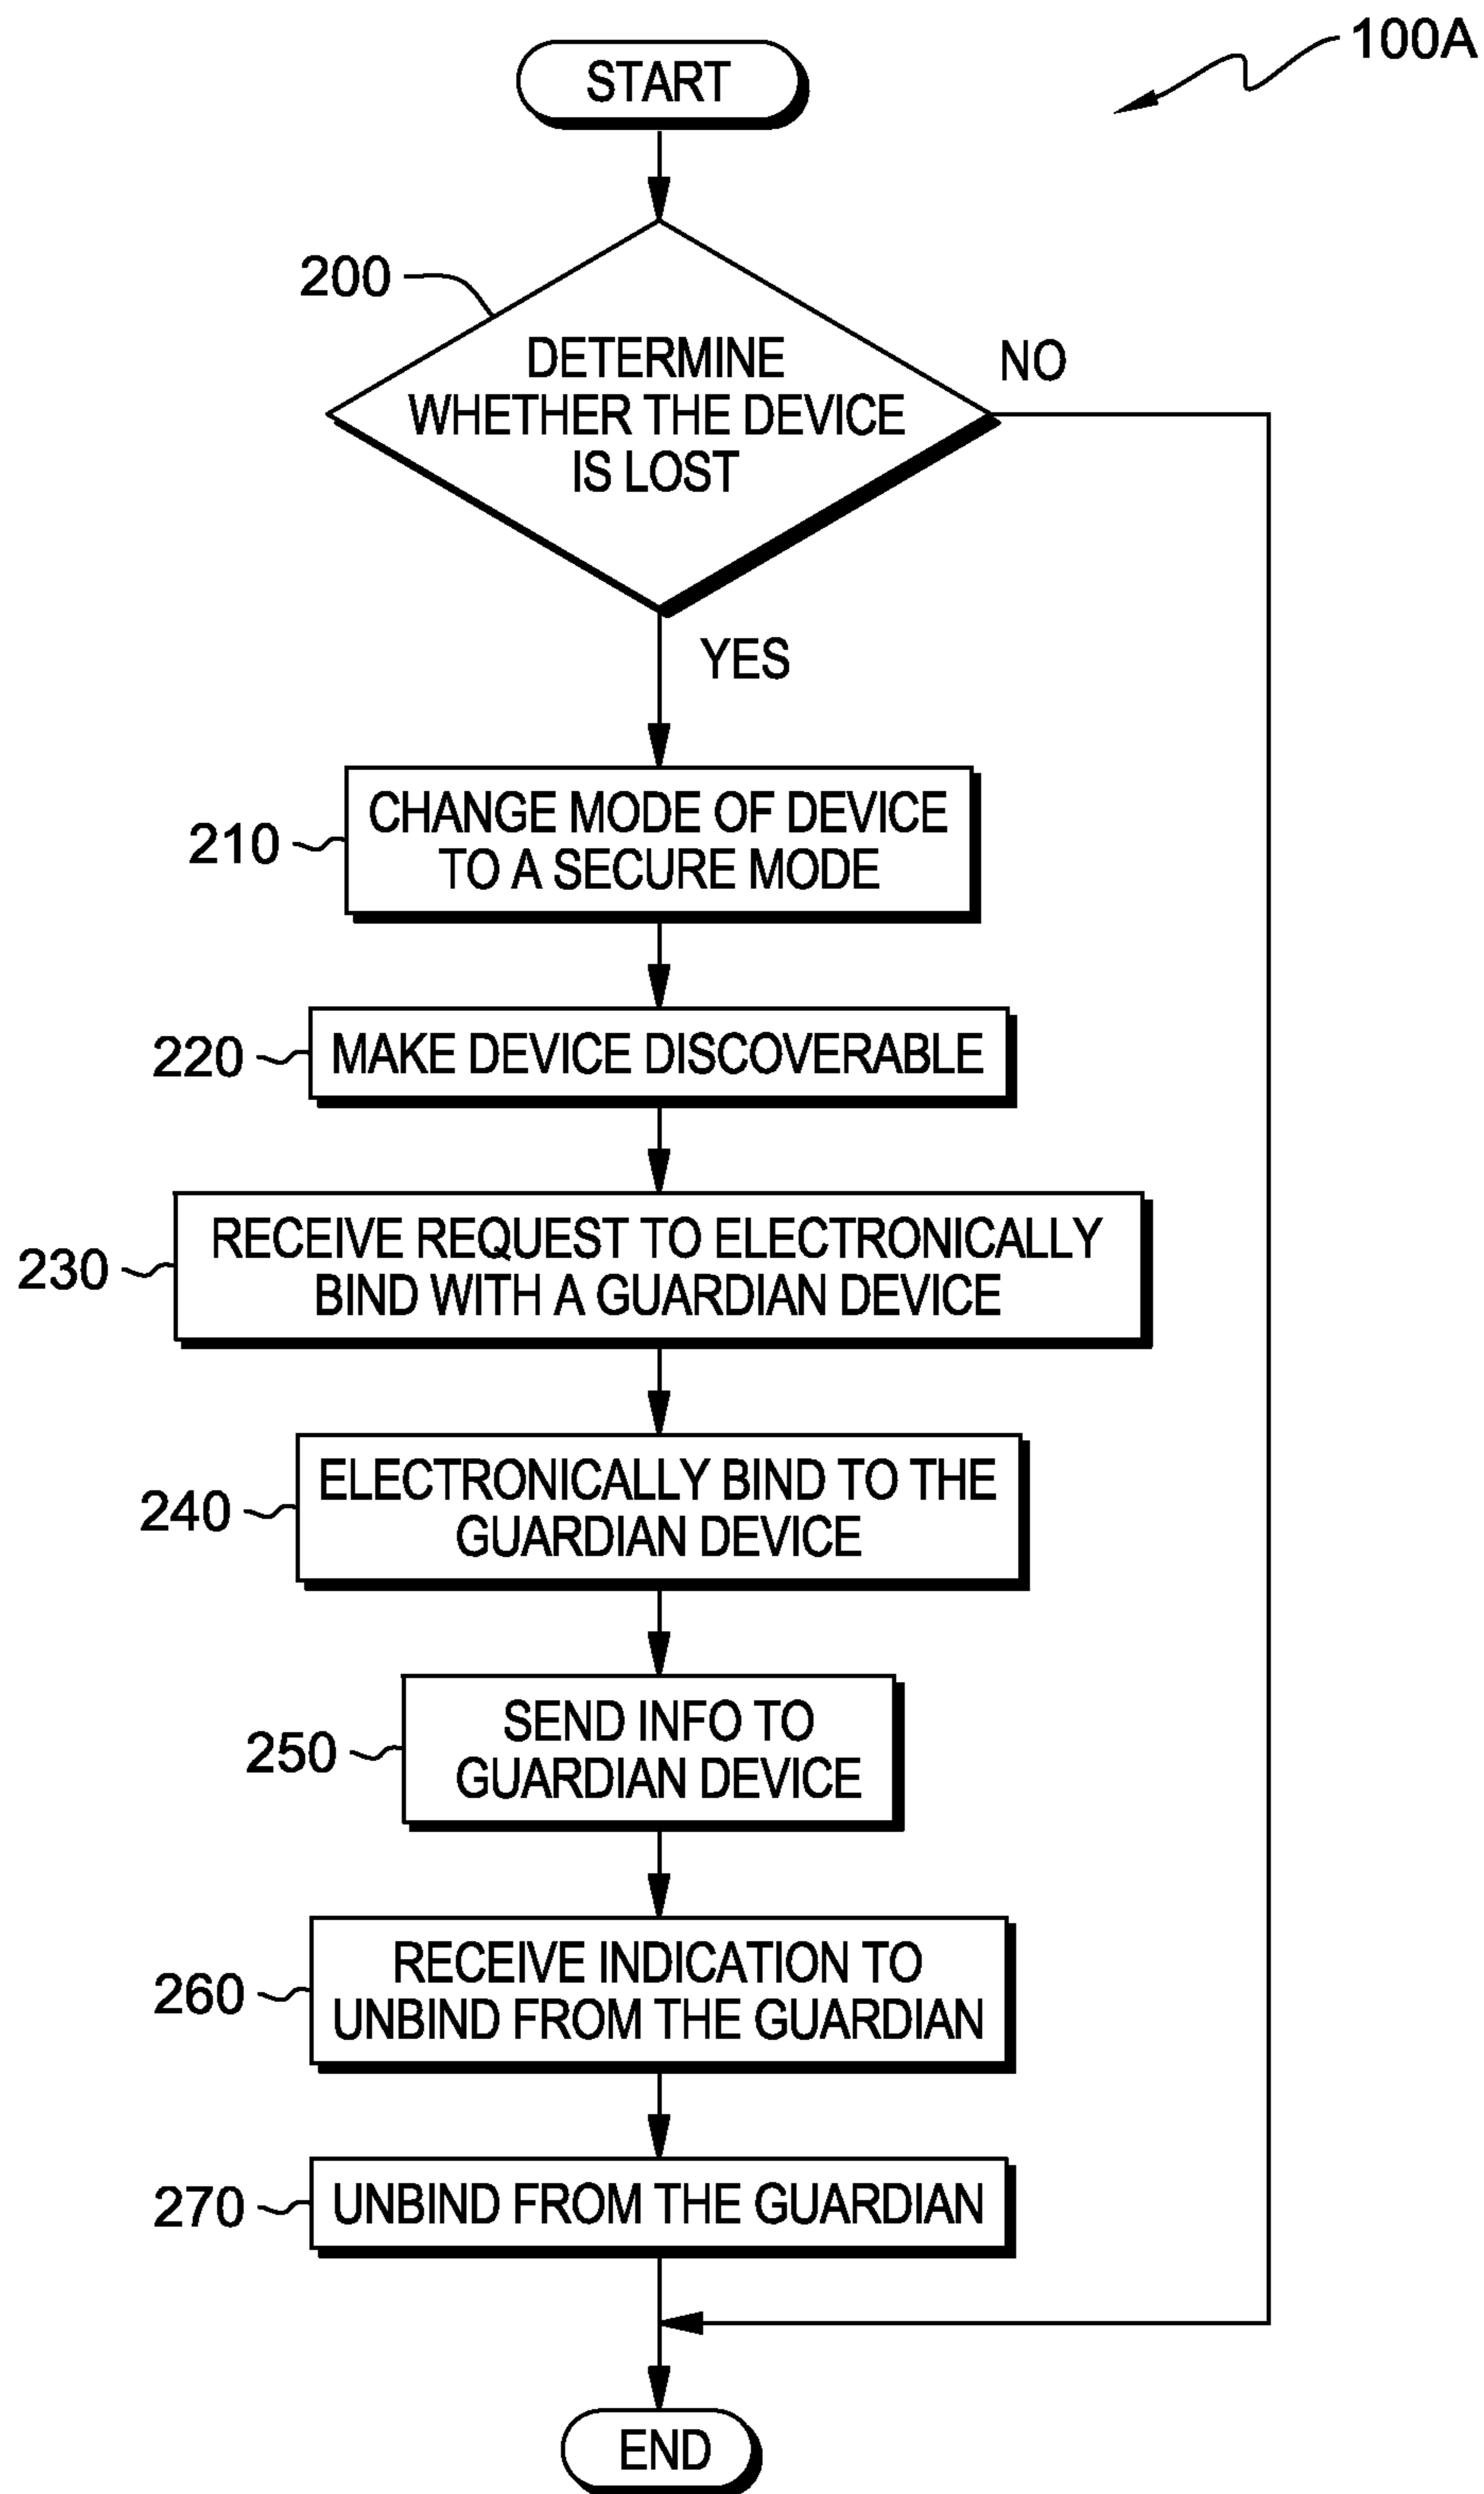 100A
START
200
DETERMINE
WHETHER THE DEVICE
IS LOST
NO
YES
210
CHANGE MODE OF DEVICE
TO A SECURE MODE
220
MAKE DEVICE DISCOVERABLE
230
RECEIVE REQUEST TO ELECTRONICALLY
BIND WITH A GUARDIAN DEVICE
240
ELECTRONICALLY BIND TO THE
GUARDIAN DEVICE
250
SEND INFO TO
GUARDIAN DEVICE
260
RECEIVE INDICATION TO
UNBIND FROM THE GUARDIAN
270
UNBIND FROM THE GUARDIAN
END